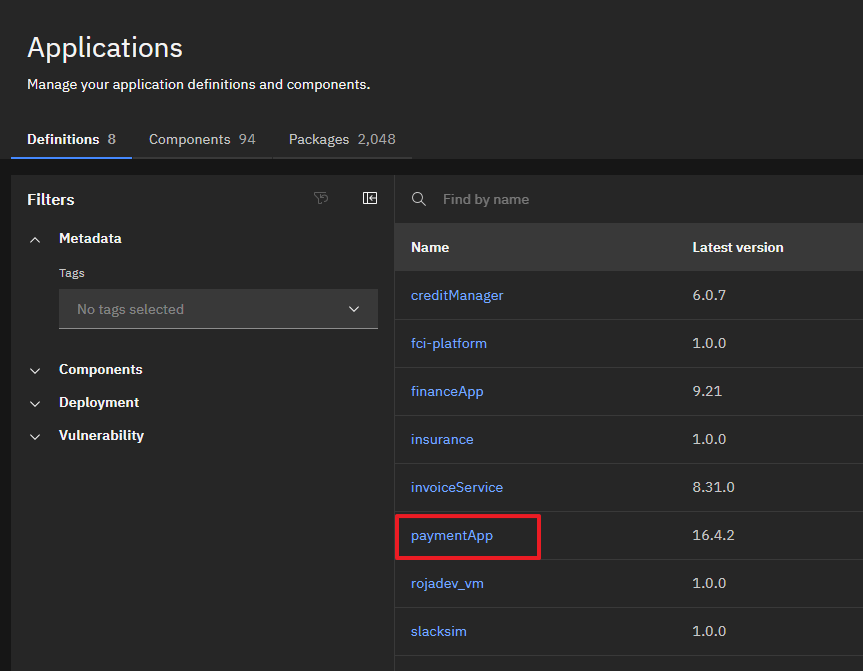 Applications
Manage your application definitions and components.
Definitions 8 Components 94 Packages 2,048
Filters
Metadata
Tags
No tags selected
Components
Deployment
Vulnerability
Find by name
Name Latest version
creditManager 6.0.7
fci-platform 1.0.0
financeApp 9.21
insurance 1.0.0
invoiceService 8.31.0
paymentApp 16.4.2
rojadev_vm 1.0.0
slacksim 1.0.0